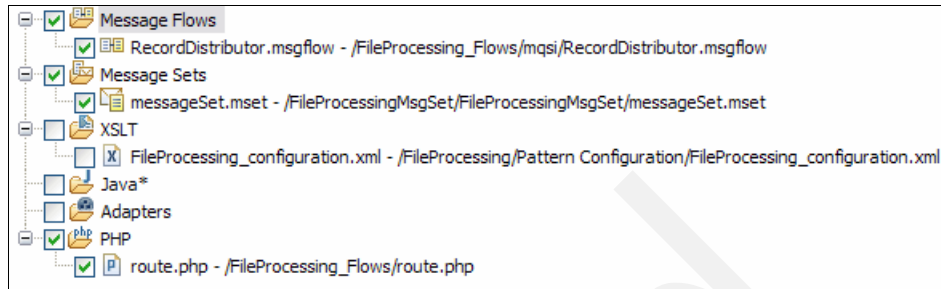 Message Flows
RecordDistributor.msgflow - /FileProcessing_Flows/mqsi/RecordDistributor.msgflow
Message Sets
messageSet.mset - /FileProcessingMsgSet/FileProcessingMsgSet/messageSet.mset
XSLT
FileProcessing_configuration.xml - /FileProcessing/Pattern Configuration/FileProcessing_configuration.xml
Java*
Adapters
PHP
route.php - /FileProcessing_Flows/route.php